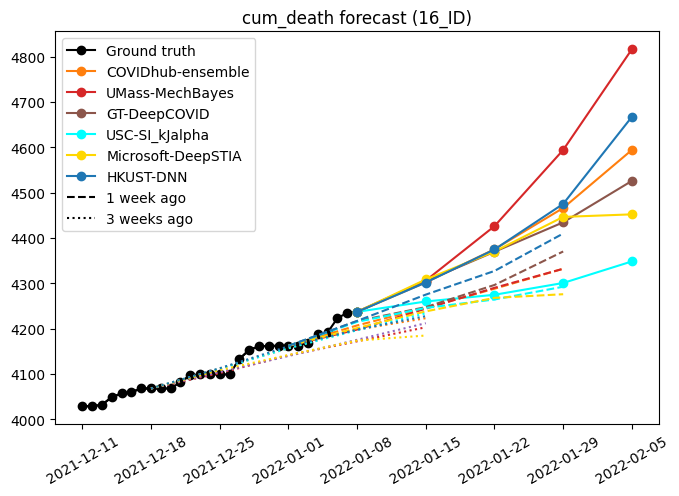 cum_death forecast (16_ID)
Ground truth
COVIDhub-ensemble
UMass-MechBayes
GT-DeepCOVID
USC-SI_kJalpha
Microsoft-DeepSTIA
HKUST-DNN
1 week ago
3 weeks ago
4800
4700
4600
4500
4400
4300
4200
4100
4000
2021-12-11
2021-12-18
2021-12-25
2022-01-01
2022-01-08
2022-01-15
2022-01-22
2022-01-29
2022-02-05